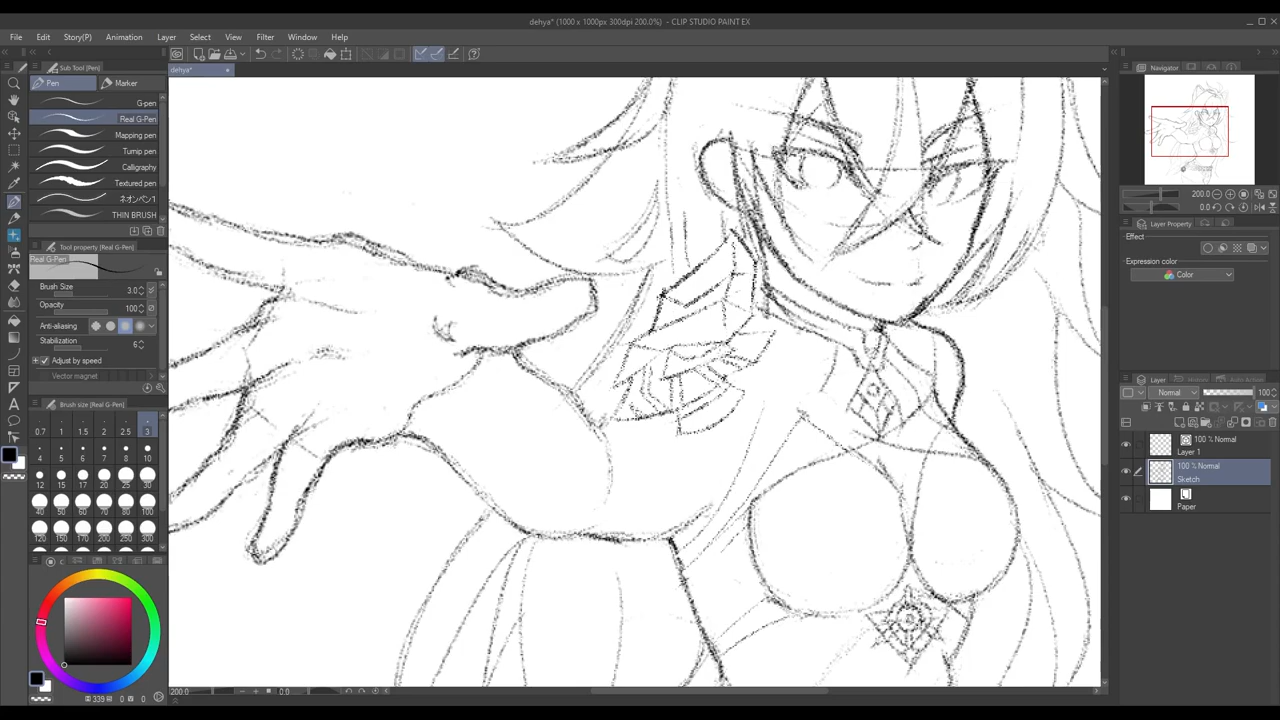 dehya* (1000 x 1000px 300dpi 200.0%) - CLIP STUDIO PAINT EX
File Edit Story(P) Animation Layer Select View Filter Window Help
Sub Tool [Pen]
dehya*
Navigator
Pen Marker
G-pen
Real G-Pen
Mapping pen
Turnip pen
Calligraphy
Textured pen
ネオンペン1
THIN BRUSH
200.0
0.0
Layer Property
Effect
Expression color
Color
Tool property [Real G-Pen]
Real G-Pen
Brush Size 3.0
Opacity 100
Anti-aliasing
Stabilization 6
Adjust by speed
Vector magnet
Brush size [Real G-Pen]
0.7 1 1.5 2 2.5 3
4 5 6 7 8 10
12 15 17 20 25 30
40 50 60 70 80 100
120 150 170 200 250 300
Layer History Auto Action
Normal 100
100 % Normal
Layer 1
100 % Normal
Sketch
Paper
339 0 0
200.0 0.0